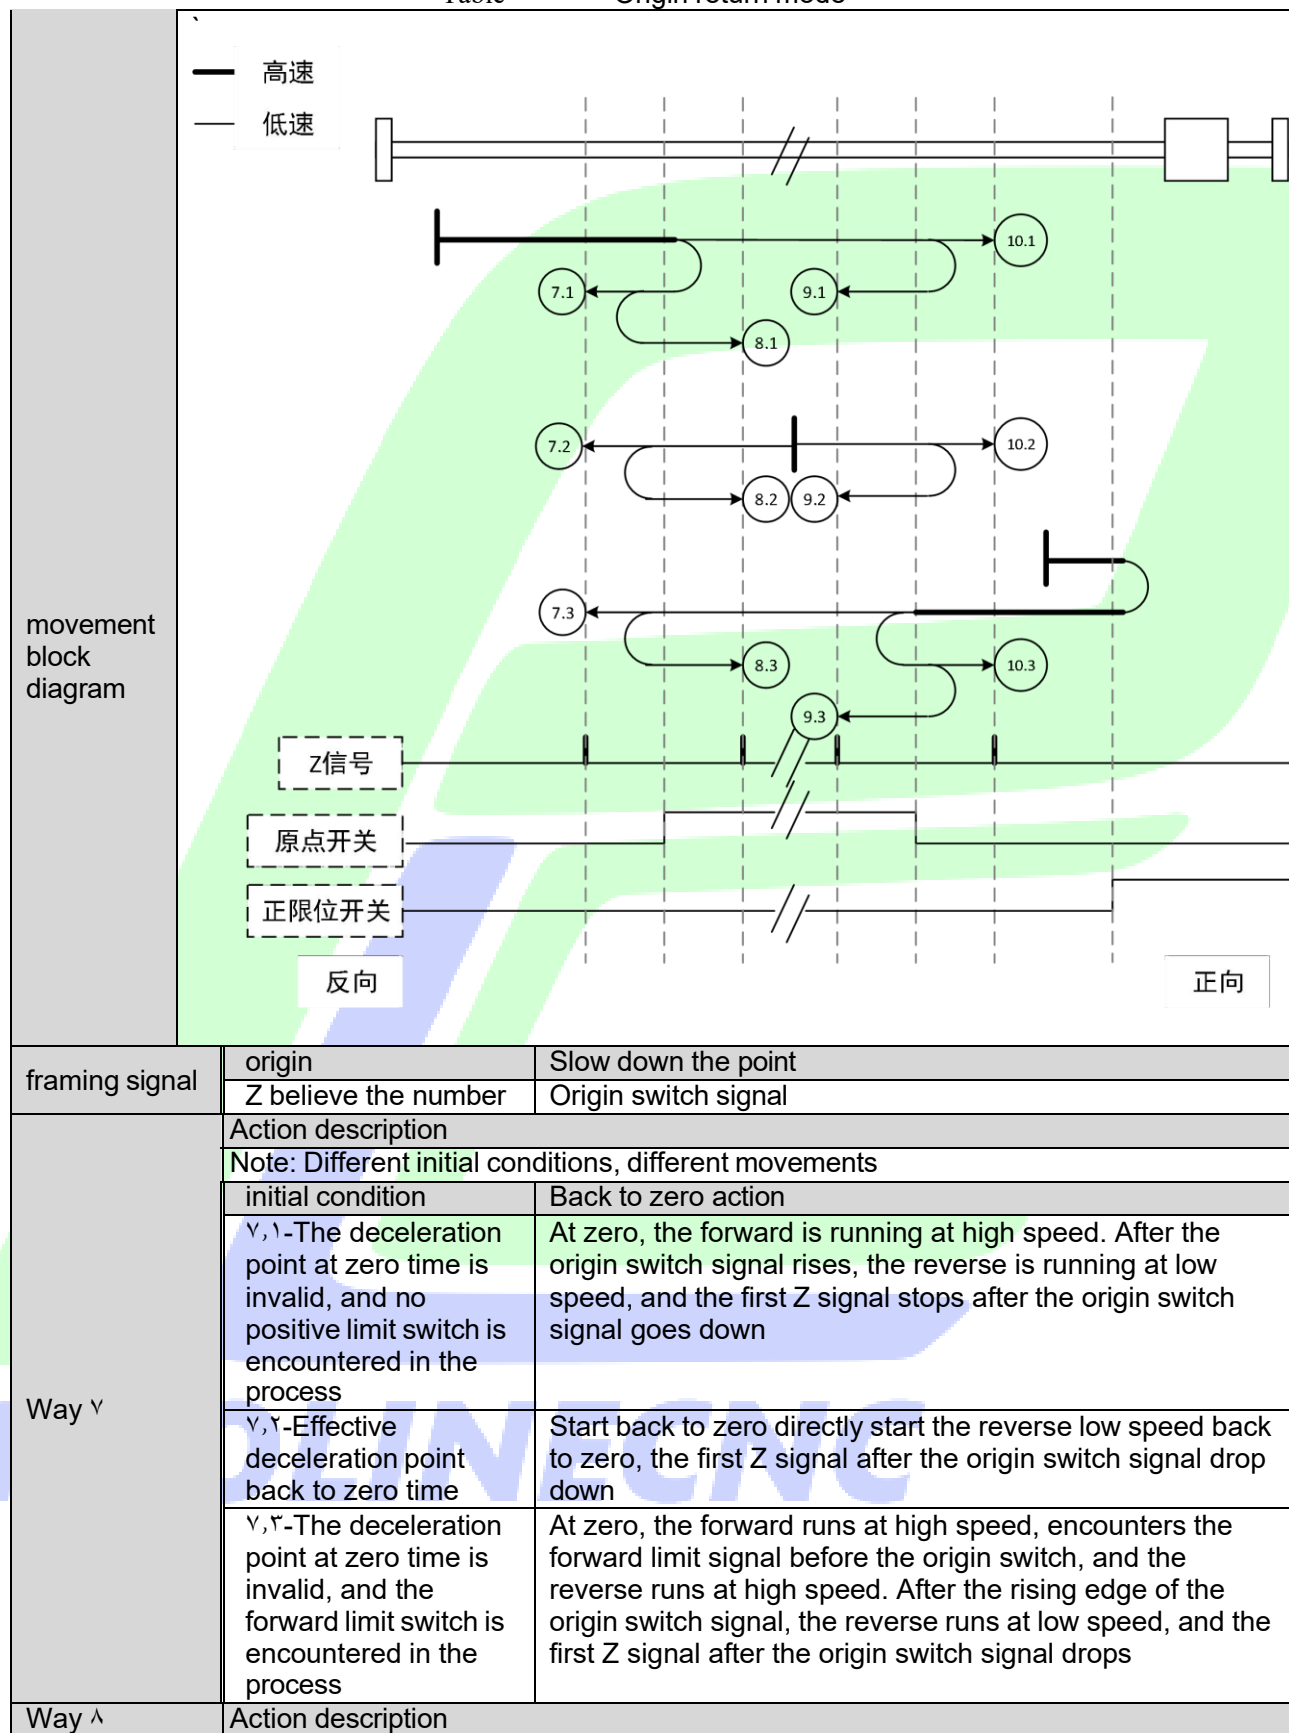 Table Origin return mode
`
高速
低速
10.1
7.1
9.1
8.1
7.2
10.2
8.2
9.2
7.3
8.3
10.3
9.3
movement
block
diagram
Z信号
原点开关
正限位开关
反向
正向
framing signal
origin
Slow down the point
Z believe the number
Origin switch signal
Way ٧
Action description
Note: Different initial conditions, different movements
initial condition
Back to zero action
٧,١-The deceleration
point at zero time is
invalid, and no
positive limit switch is
encountered in the
process
At zero, the forward is running at high speed. After the
origin switch signal rises, the reverse is running at low
speed, and the first Z signal stops after the origin switch
signal goes down
٧,٢-Effective
deceleration point
back to zero time
Start back to zero directly start the reverse low speed back
to zero, the first Z signal after the origin switch signal drop
down
٧,٣-The deceleration
point at zero time is
invalid, and the
forward limit switch is
encountered in the
process
At zero, the forward runs at high speed, encounters the
forward limit signal before the origin switch, and the
reverse runs at high speed. After the rising edge of the
origin switch signal, the reverse runs at low speed, and the
first Z signal after the origin switch signal drops
Way ٨
Action description
OLINECNC